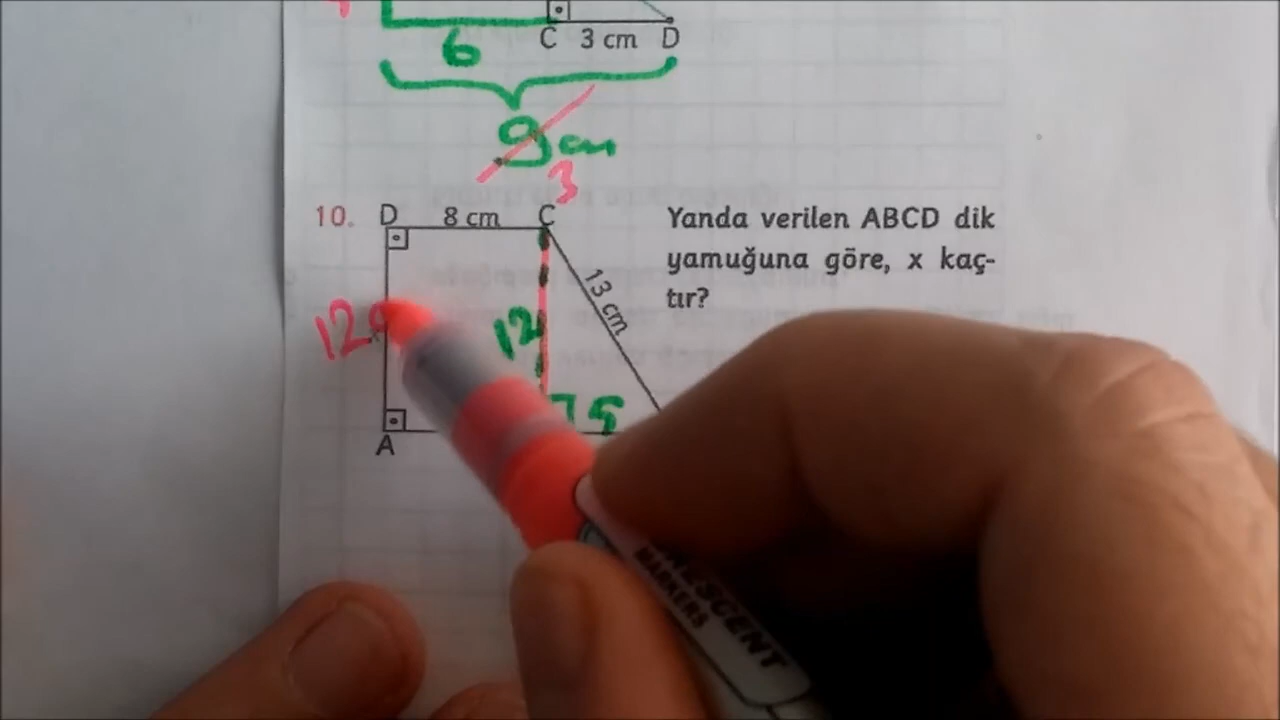 6
C 3 cm D
9 cm
3
10. D 8 cm C
Yanda verilen ABCD dik
yamuğuna göre, x kaç-
tır?
13 cm
12
12
5
A
MARKERS